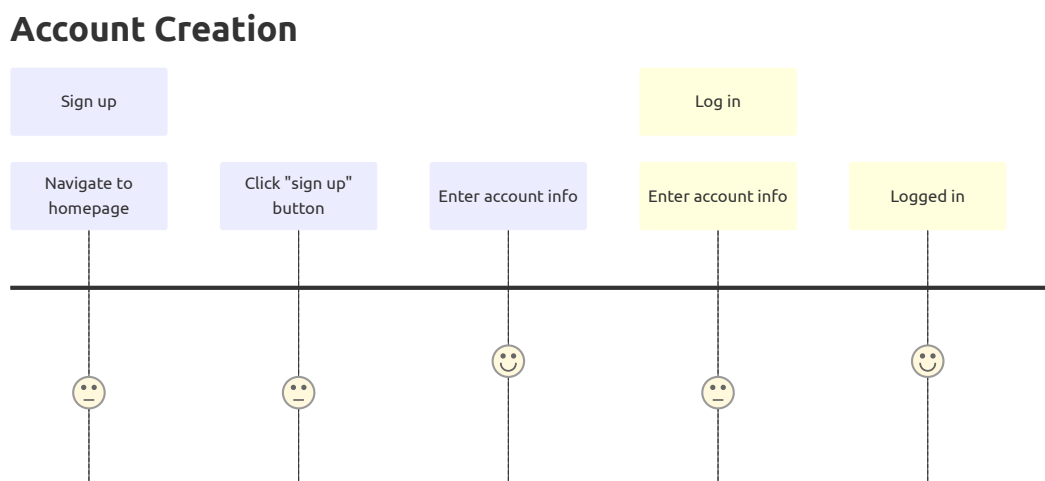 Account Creation
Sign up
Log in
Navigate to
homepage
Click "sign up"
button
Enter account info
Enter account info
Logged in